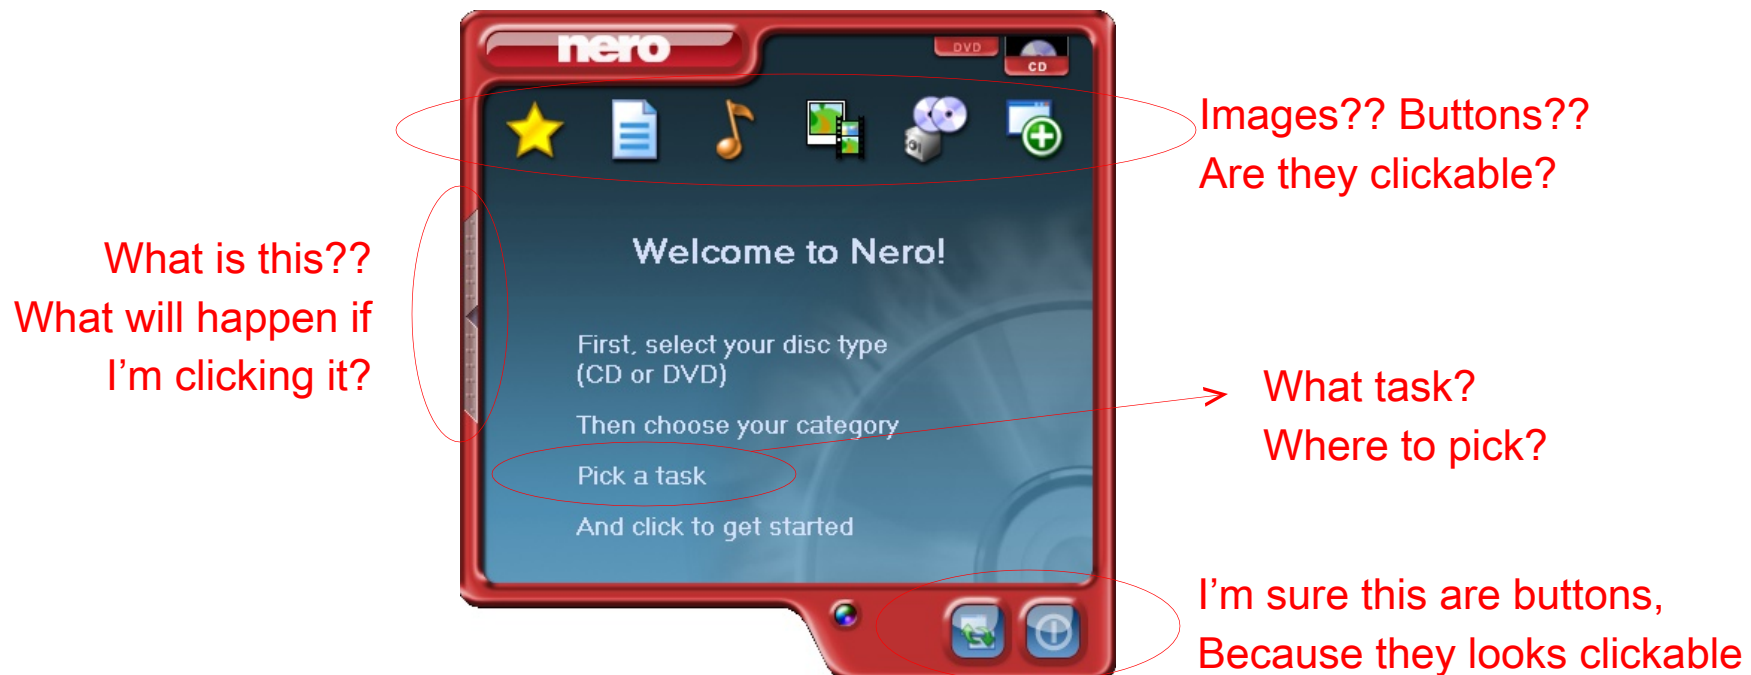 nero
DVD
CD
Images?? Buttons??
Are they clickable?
What is this??
What will happen if
I'm clicking it?
Welcome to Nero!
First, select your disc type
(CD or DVD)
Then choose your category
Pick a task
And click to get started
What task?
Where to pick?
I'm sure this are buttons,
Because they looks clickable